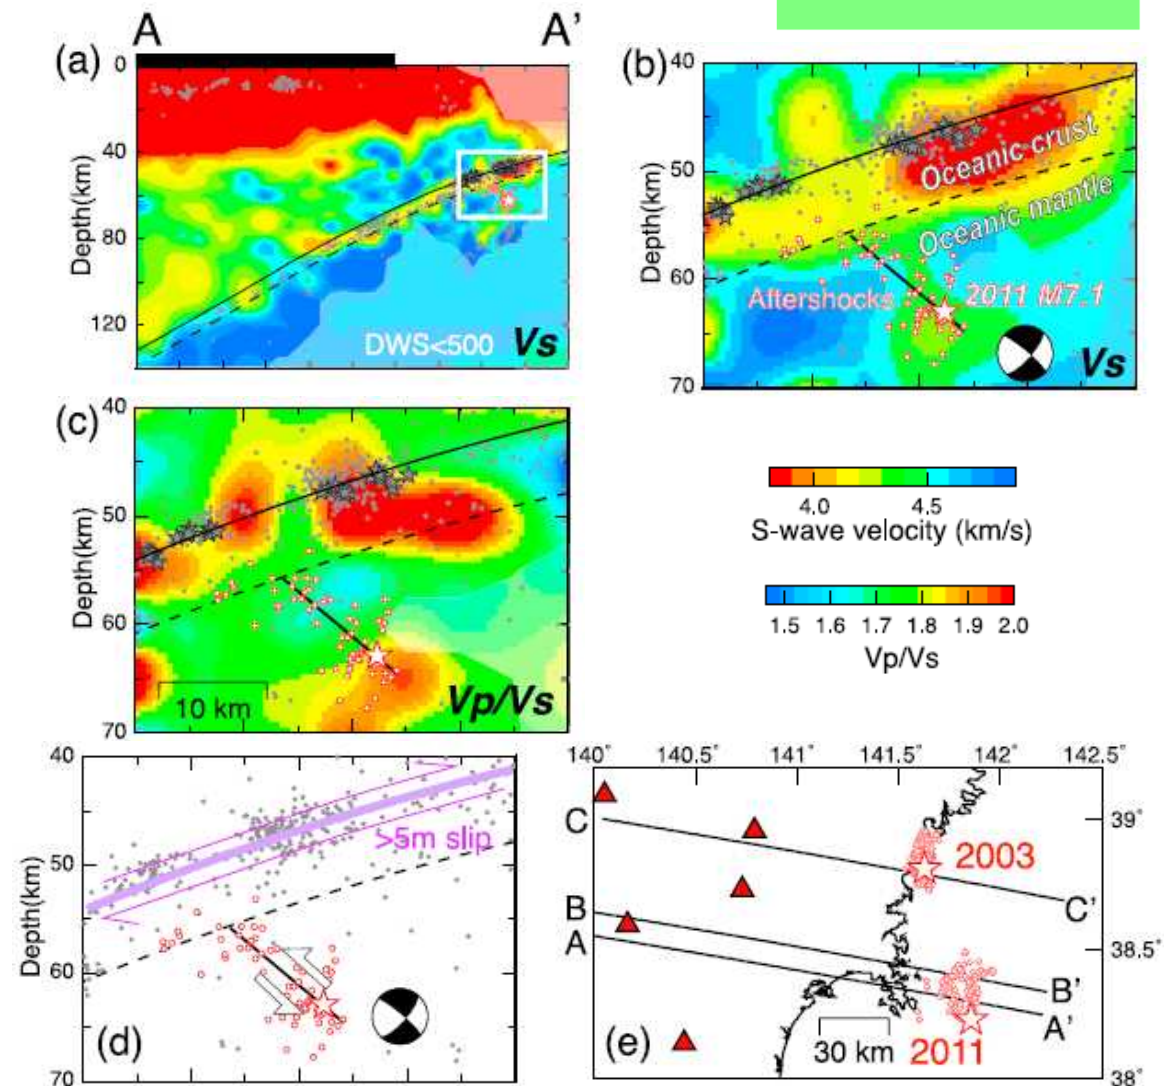 A A'
(a)
0
40
80
120
Depth(km)
DWS<500 Vs
(b)
40
50
60
70
Depth(km)
Oceanic crust
Oceanic mantle
Aftershocks
2011 M7.1
Vs
(c)
40
50
60
70
Depth(km)
10 km
Vp/Vs
4.0 4.5
S-wave velocity (km/s)
1.5 1.6 1.7 1.8 1.9 2.0
Vp/Vs
40
50
60
70
Depth(km)
>5m slip
(d)
140˚ 140.5˚ 141˚ 141.5˚ 142˚ 142.5˚
39˚
38.5˚
38˚
C
C'
B
B'
A
A'
2003
2011
30 km
(e)